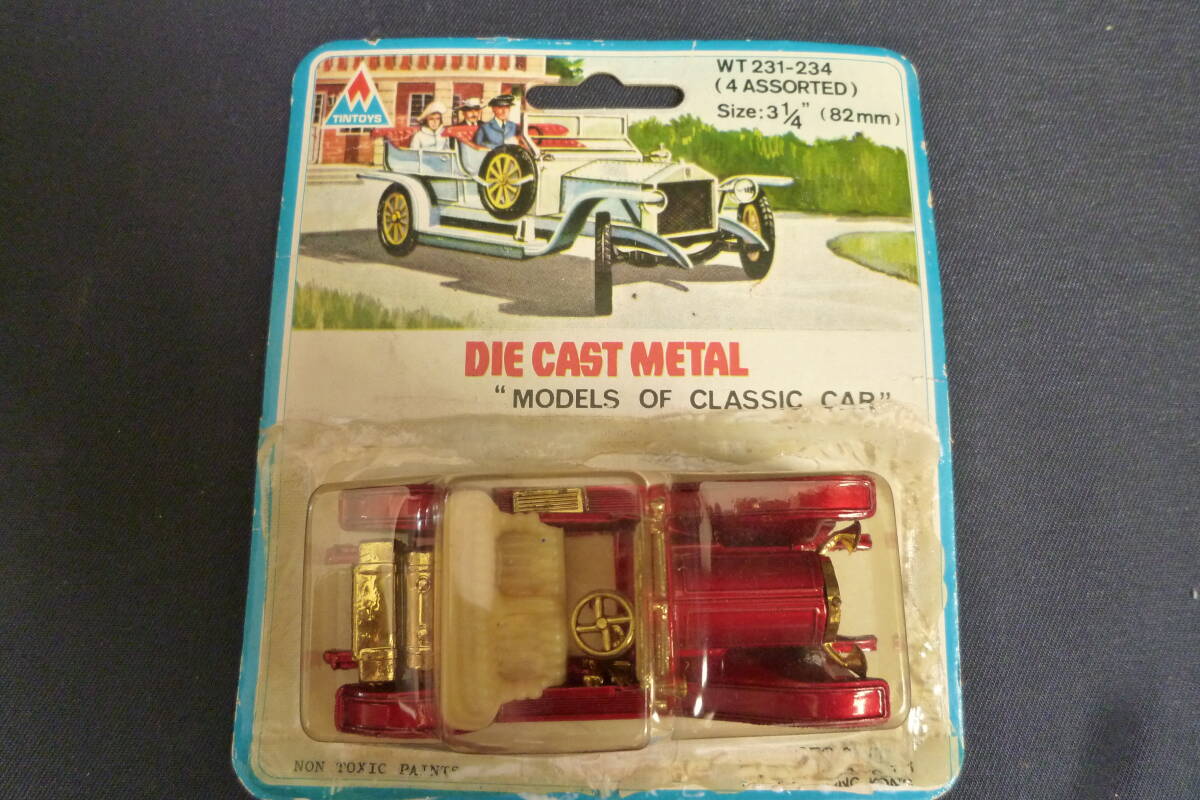 TINTOYS
WT 231-234
(4 ASSORTED)
Size: 3 1/4" (82mm)
DIE CAST METAL
"MODELS OF CLASSIC CAR"
NON TOXIC PAINTS